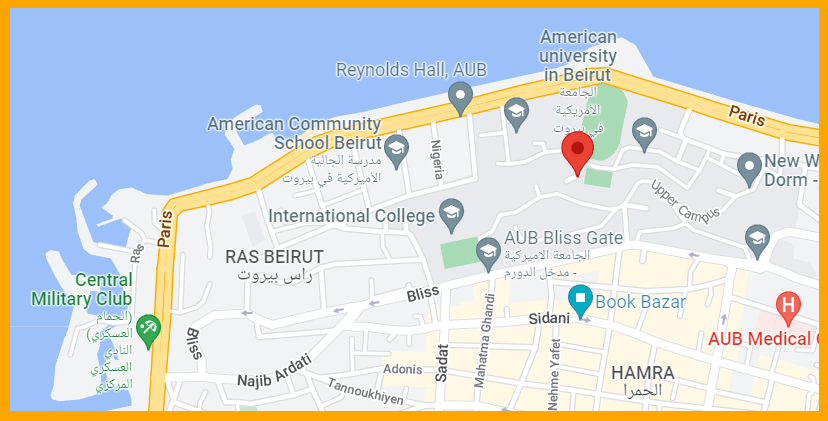 American
university
in Beirut
الجامعة
الأمريكية
في بيروت
Reynolds Hall, AUB
Paris
American Community
School Beirut
مدرسة الجالية
الأميركية في بيروت
Nigeria
New W
Dorm -
Upper Campus
International College
Paris
Ras
RAS BEIRUT
راس بيروت
AUB Bliss Gate
الجامعة الاميركية
- مدخل الدورم
Central
Military Club
(الحمام
العسكري)
النادي
العسكري
المركزي
Bliss
Book Bazar
Sidani
H
AUB Medical
Bliss
Mahatma Ghandi
Sadat
Nehme Yafet
Najib Ardati
Adonis
Tannoukhiyen
HAMRA
الحمرا